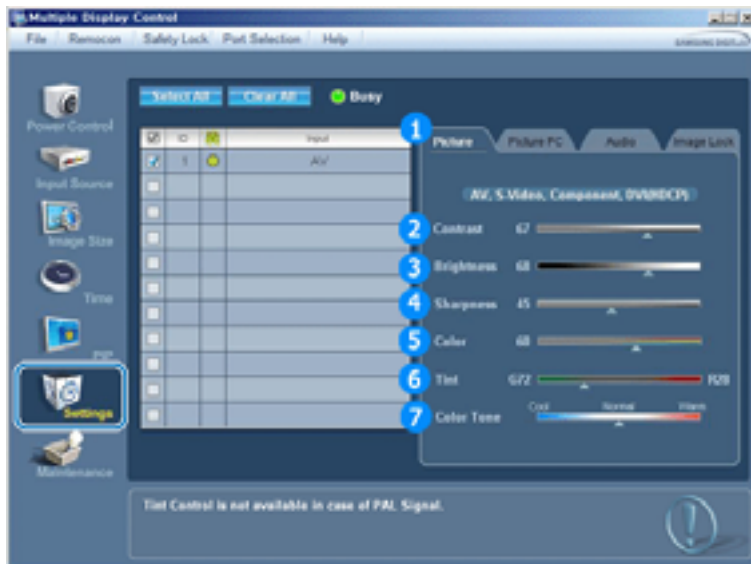 Multiple Display Control
File Remocon Safety Lock Port Selection Help
SAMSUNG DIGITall
Select All Clear All Busy
Power Control
ID Input
1 AV
Input Source
Image Size
Time
PIP
Settings
Maintenance
1 Picture Picture PC Audio Image Lock
AV, S-Video, Component, DVI(HDCP)
2 Contrast 67
3 Brightness 68
4 Sharpness 45
5 Color 60
6 Tint G72 R28
Cool Normal Warm
7 Color Tone
Tint Control is not available in case of PAL Signal.